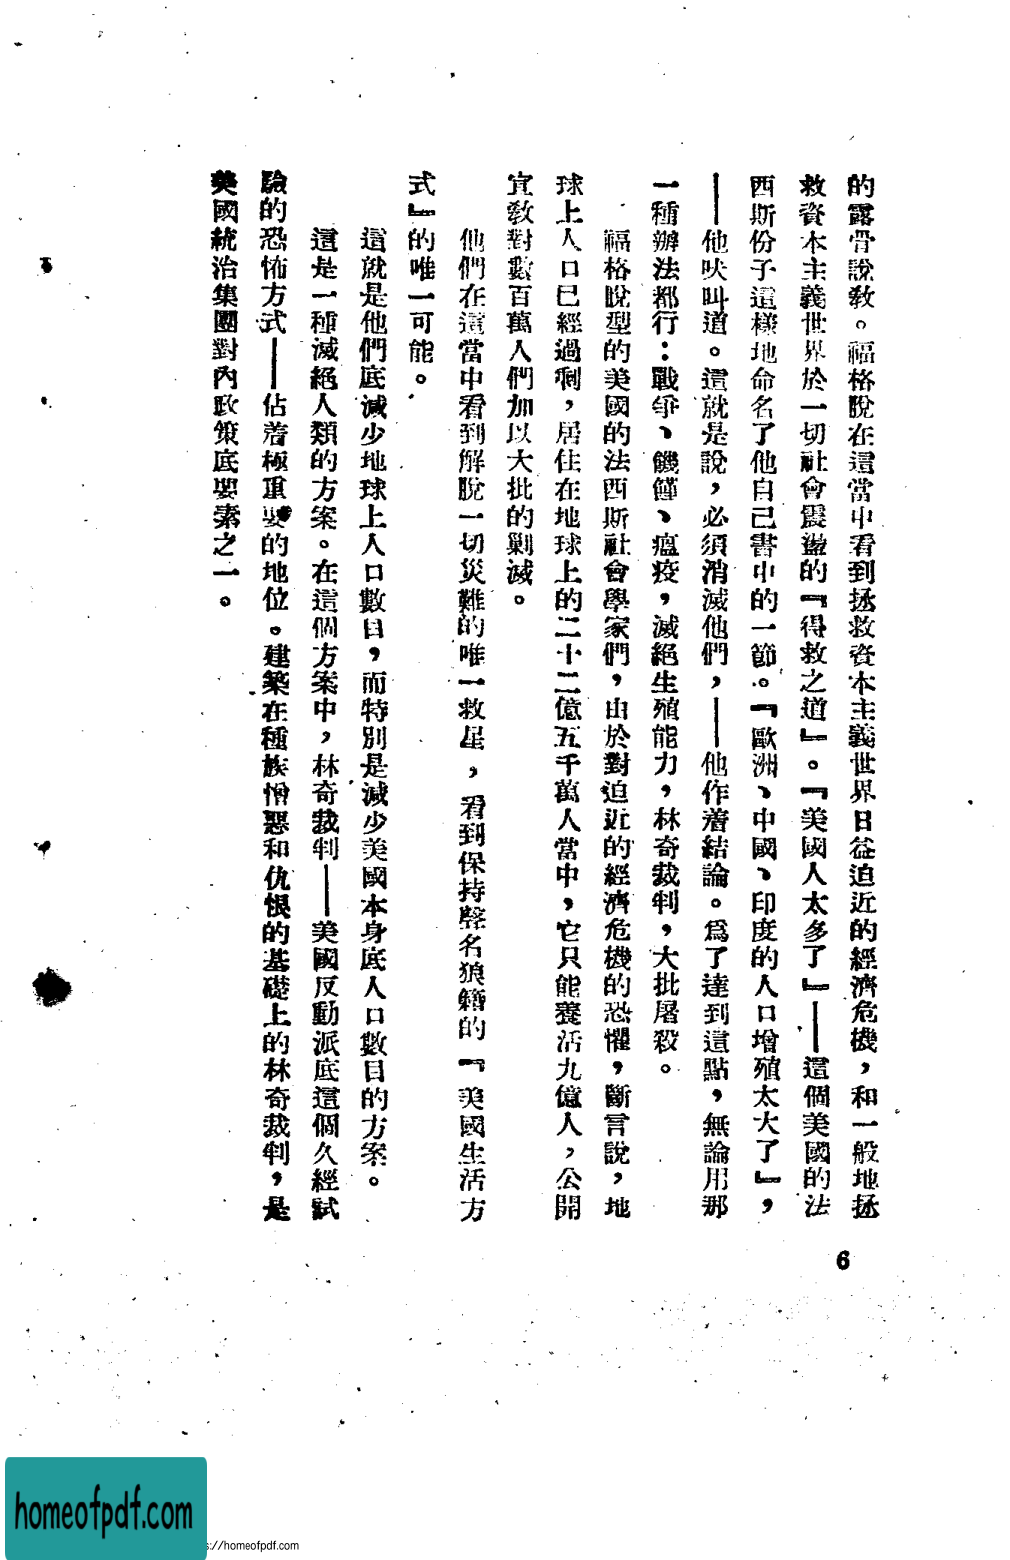 的露骨說敎。福格脫在這當中看到拯救資本主義世界日益迫近的經濟危機，和一般地拯
救資本主義世界於一切社會震盪的『得救之道』。『美國人太多了』——這個美國的法
西斯份子這樣地命名了他自己書中的一節。『歐洲、中國、印度的人口增殖太大了』，
——他吠叫道。這就是說，必須消滅他們，——他作着結論。爲了達到這點，無論用那
一種辦法都行：戰爭、饑饉、瘟疫，滅絕生殖能力，林奇裁判，大批屠殺。
福格脫型的美國的法西斯社會學家們，由於對迫近的經濟危機的恐懼，斷言說，地
球上人口已經過剩，居住在地球上的二十二億五千萬人當中，它只能養活九億人，公開
宣敎對數百萬人們加以大批的剿滅。
他們在這當中看到解脫一切災難的唯一救星，看到保持聲名狼籍的『美國生活方
式』的唯一可能。
這就是他們底減少地球上人口數目，而特別是減少美國本身底人口數目的方案。
這是一種滅絕人類的方案。在這個方案中，林奇裁判——美國反動派底這個久經試
驗的恐怖方式——佔着極重要的地位。建築在種族憎惡和仇恨的基礎上的林奇裁判，是
美國統治集團對內政策底要素之一。
6
homeofpdf.com
s://homeofpdf.com